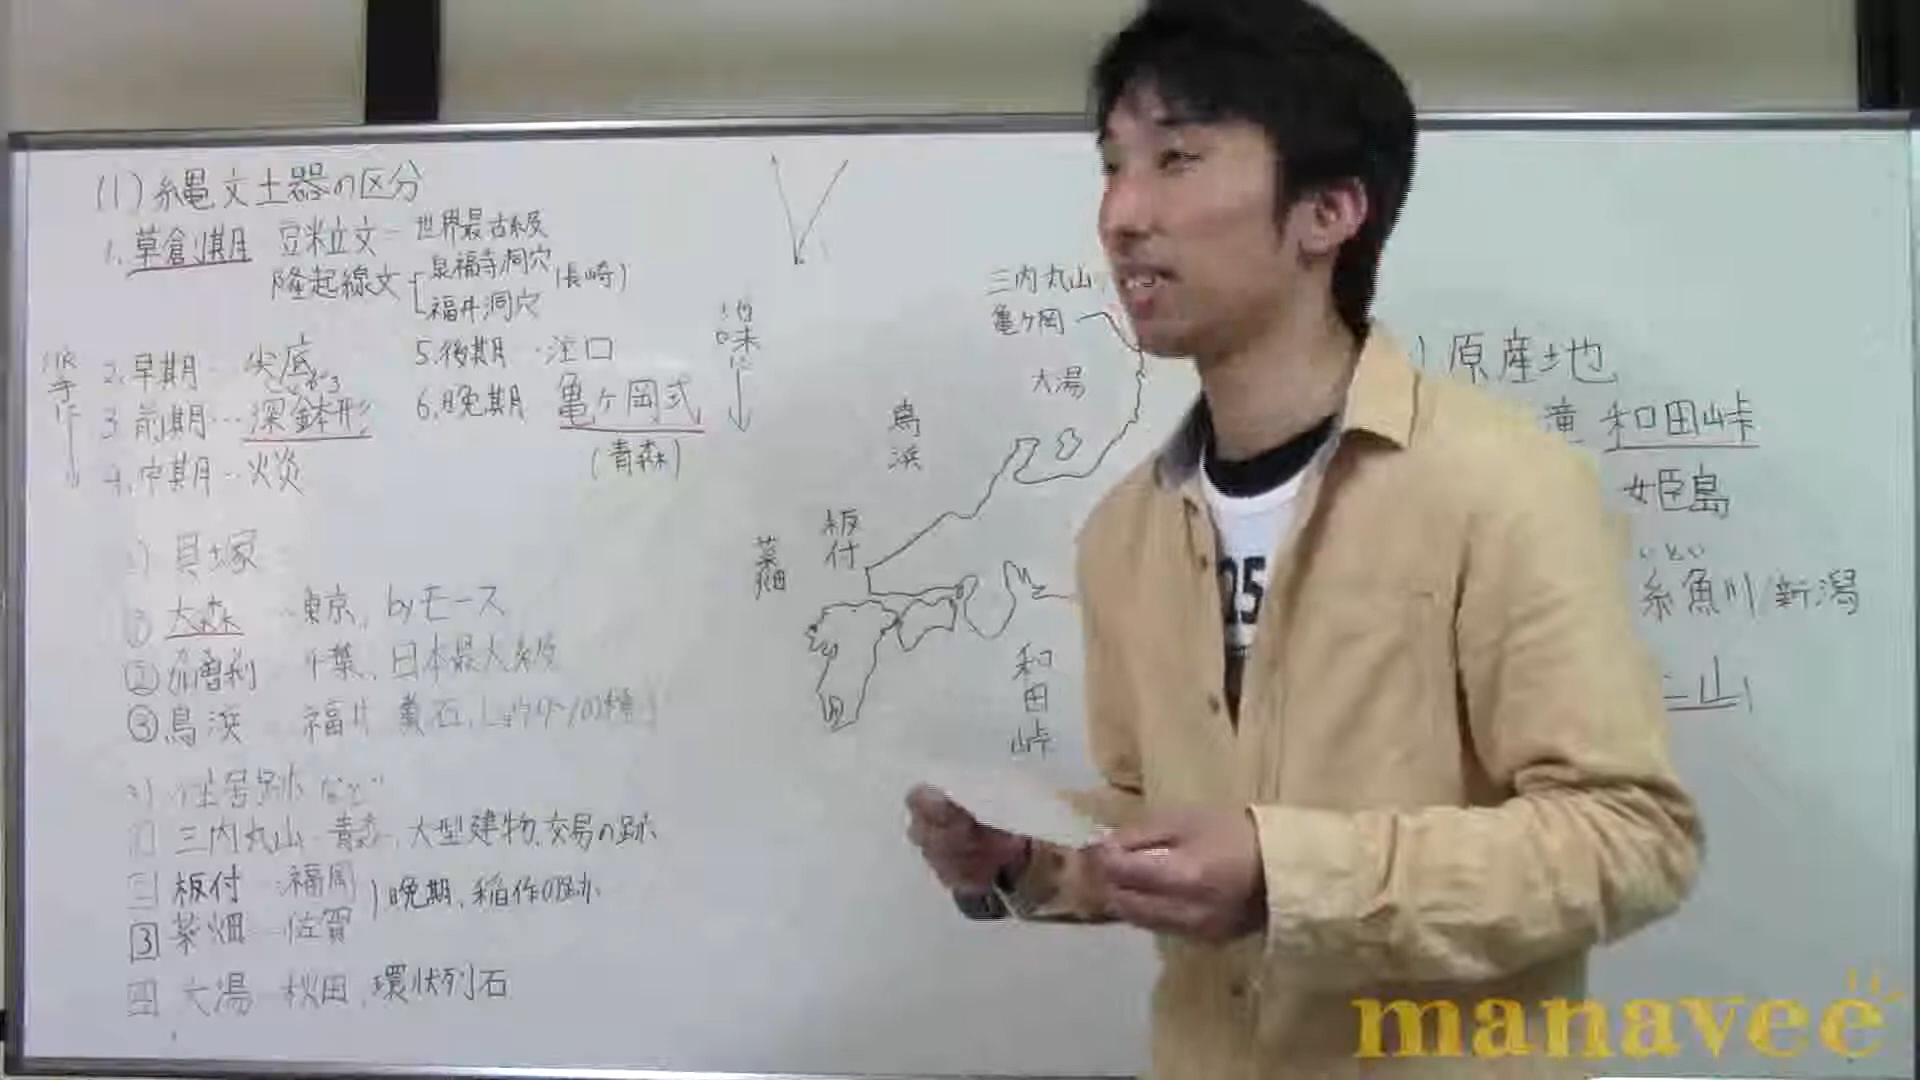 (1)縄文土器の区分
1.草創期 豆粒文-世界最古級
隆起線文 泉福寺洞穴 (長崎)
福井洞穴
2.早期…尖底
3.前期…深鉢形
4.中期…火炎
5.後期…注口
6.晩期 亀ヶ岡式
(青森)
貝塚
① 大森…東京, byモース
② 加曽利 千葉、日本最大級
③ 鳥浜 福井
住居跡など
三内丸山…青森、大型建物、交易の跡
板付…福岡
晩期、稲作の跡
3 菜畑…佐賀
四 大湯 秋田、環状列石
三内丸山
亀ヶ岡
大湯
鳥浜
板付
菜畑
和田峠
原産地
滝 和田峠
姫島
いとい
糸魚川/新潟
二山
05
manavee